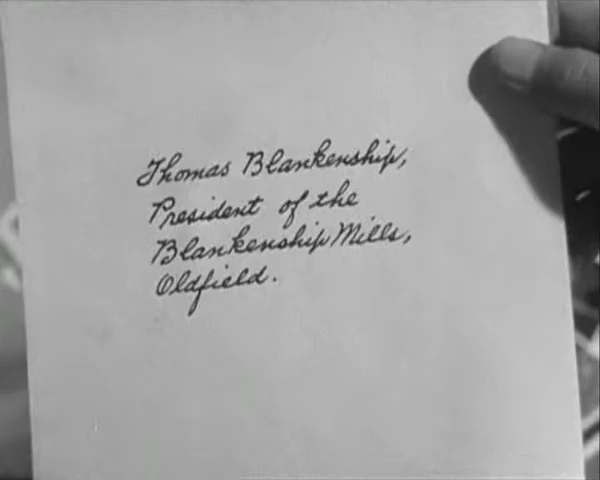 Thomas Blankenship,
President of the
Blankenship Mills,
Oldfield.